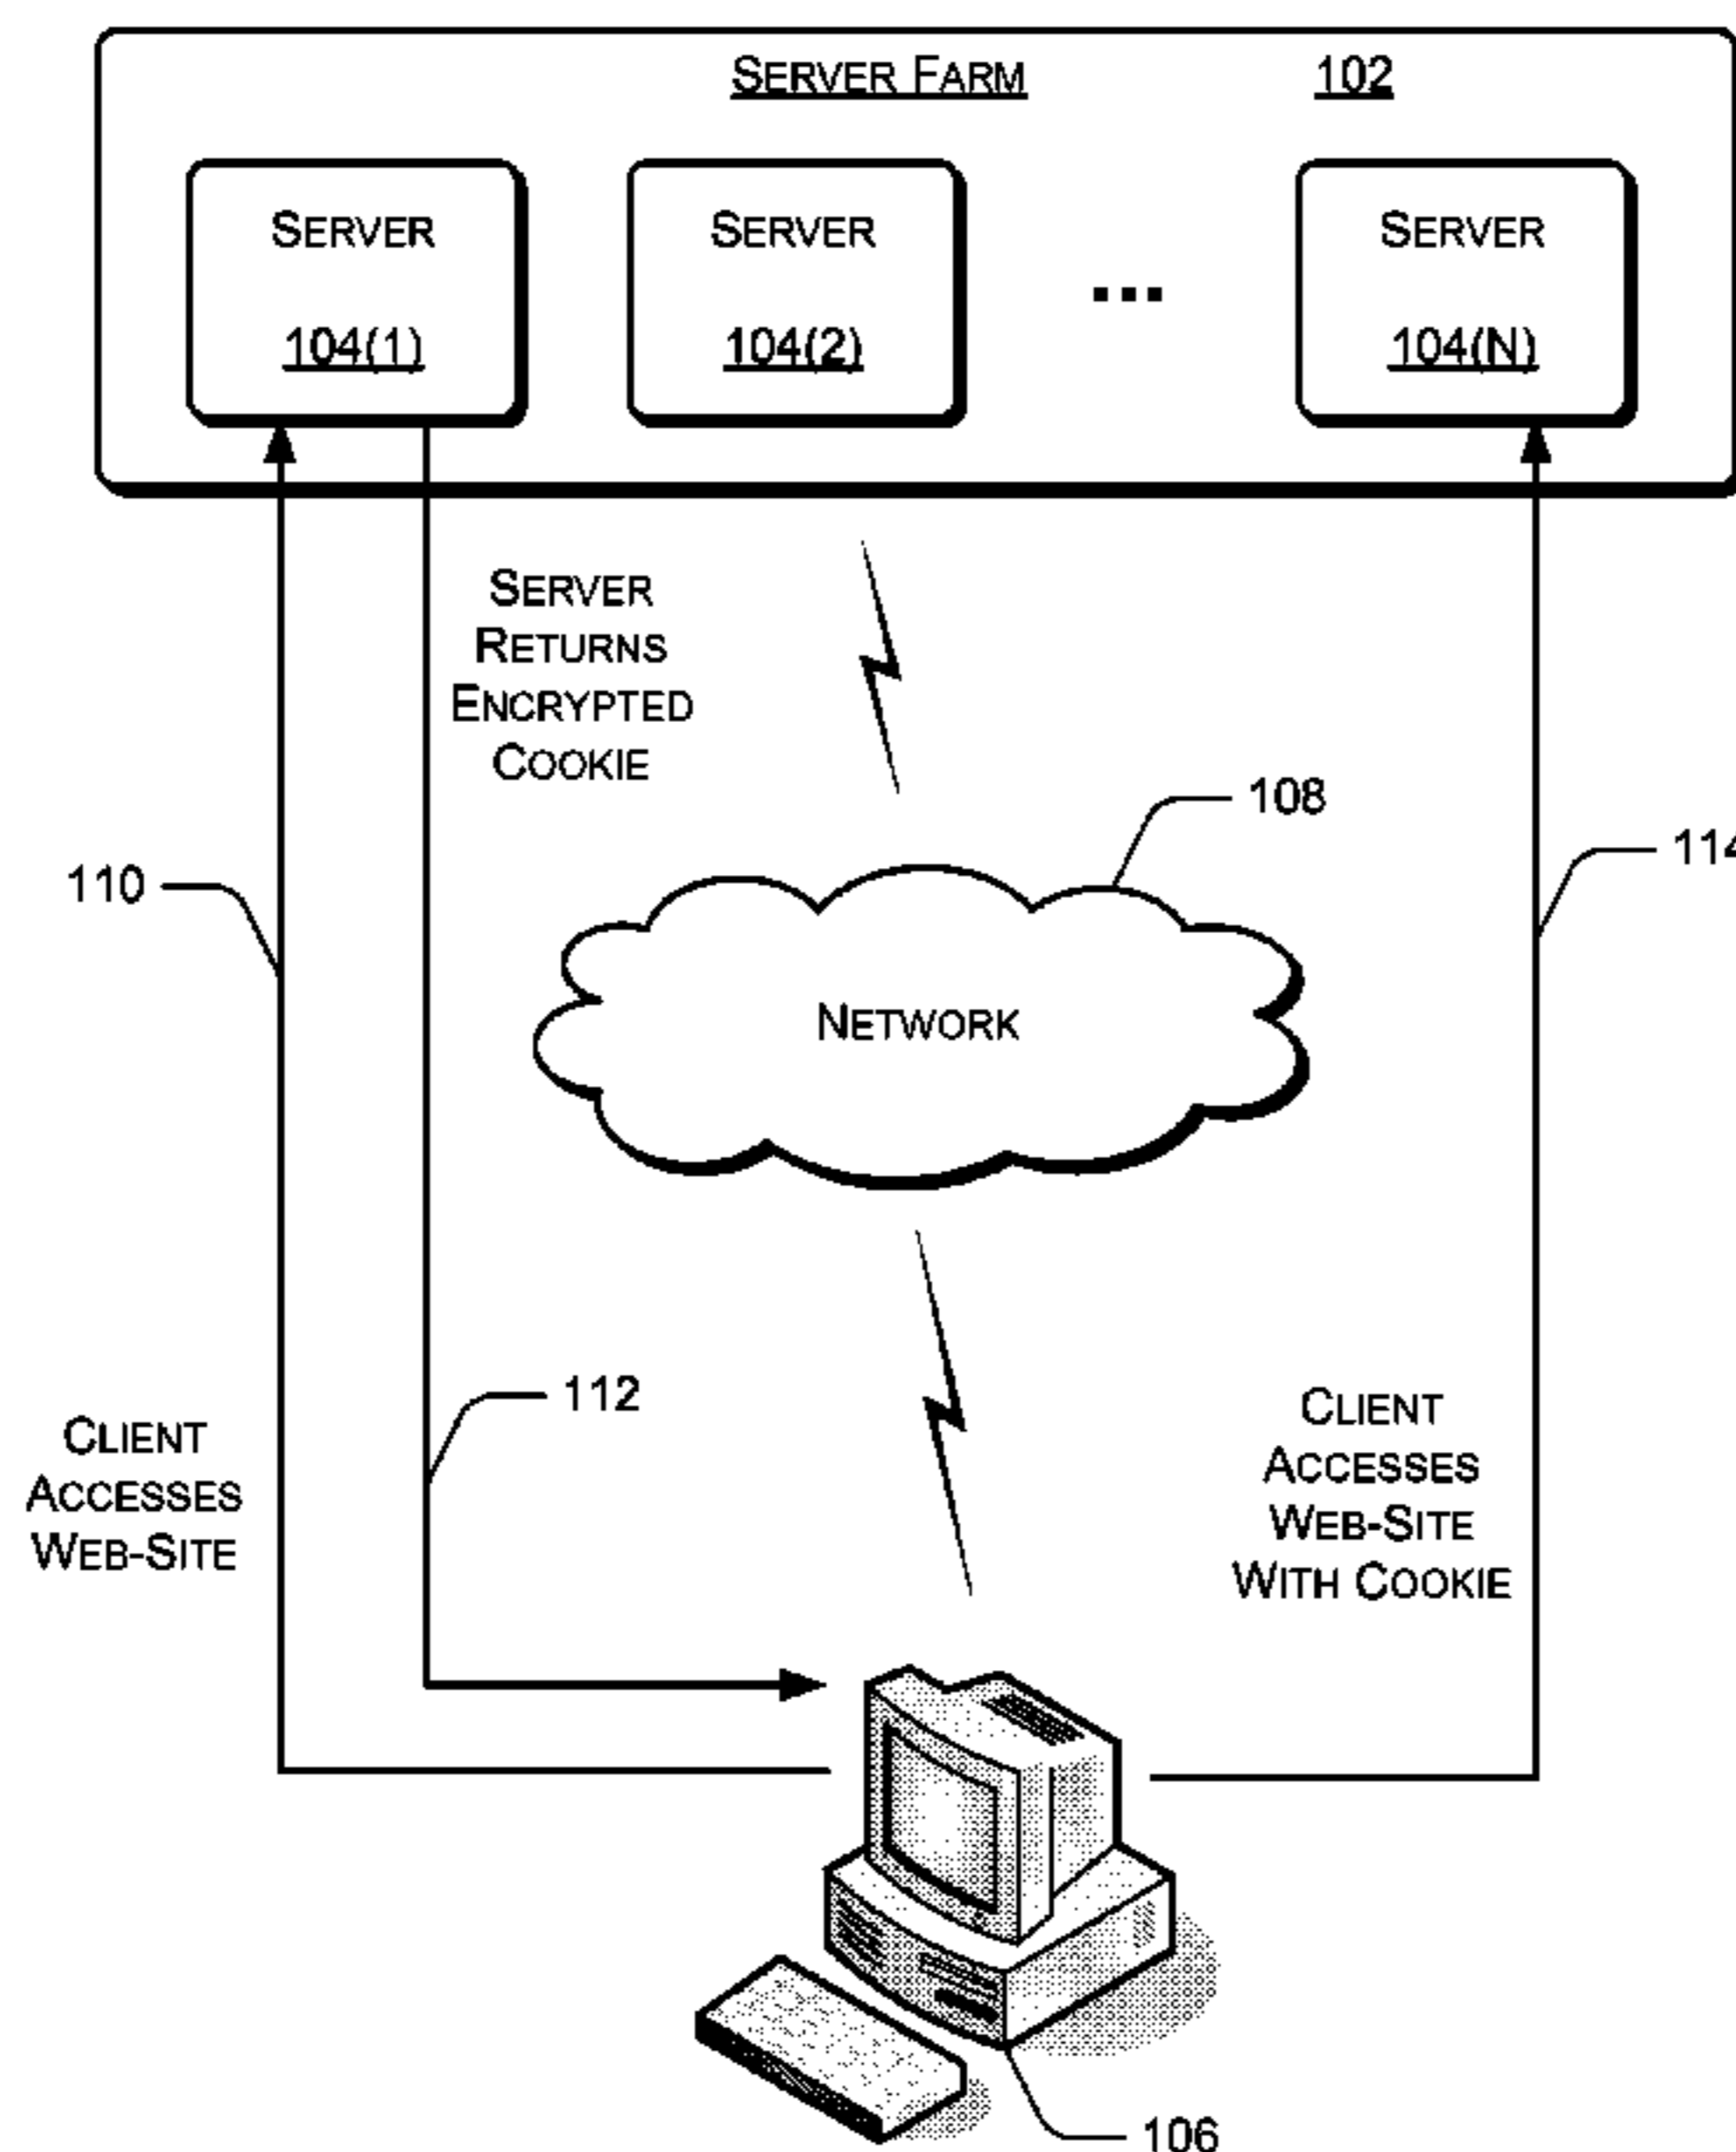 SERVER FARM 102
SERVER
104(1)
SERVER
104(2)
...
SERVER
104(N)
SERVER
RETURNS
ENCRYPTED
COOKIE
108
114
110
NETWORK
112
CLIENT
ACCESSES
WEB-SITE
CLIENT
ACCESSES
WEB-SITE
WITH COOKIE
106